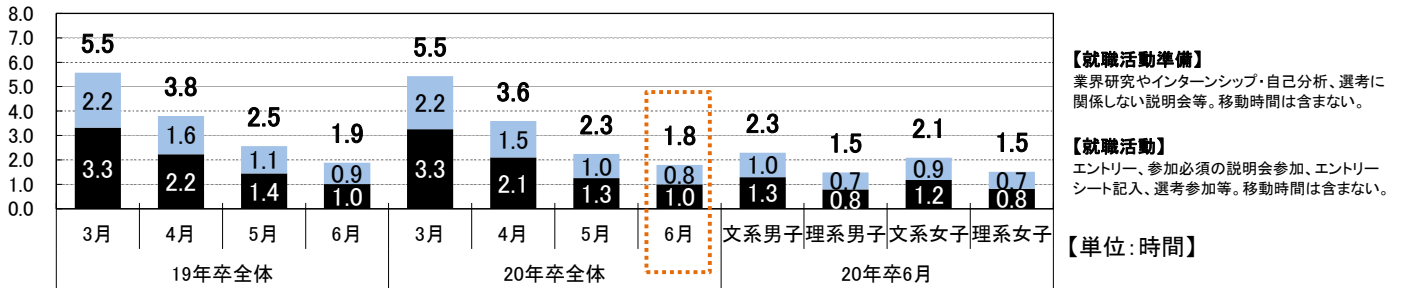 8.0
7.0
6.0
5.0
4.0
3.0
2.0
1.0
0.0
5.5 3.8 2.5 1.9 5.5 3.6 2.3 1.8 2.3 1.5 2.1 1.5
2.2 1.6 1.1 0.9 2.2 1.5 1.0 0.8 1.0 0.7 0.9 0.7
3.3 2.2 1.4 1.0 3.3 2.1 1.3 1.0 1.3 0.8 1.2 0.8
3月 4月 5月 6月 3月 4月 5月 6月 文系男子 理系男子 文系女子 理系女子
19年卒全体 20年卒全体 20年卒6月
【就職活動準備】
業界研究やインターンシップ・自己分析、選考に
関係しない説明会等。移動時間は含まない。
【就職活動】
エントリー、参加必須の説明会参加、エントリー
シート記入、選考参加等。移動時間は含まない。
【単位:時間】